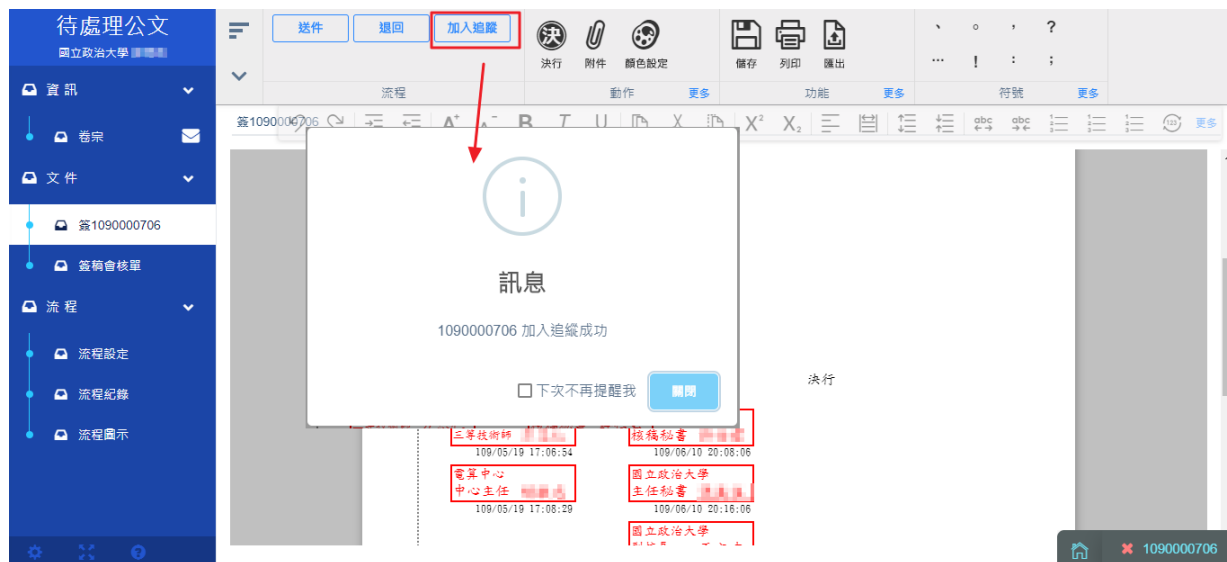 待處理公文
國立政治大學
資訊
卷宗
文件
簽1090000706
簽稿會核單
流程
流程設定
流程紀錄
流程圖示
送件 退回 加入追蹤
流程
決
決行 附件 顏色設定
動作 更多
儲存 列印 匯出
功能 更多
、 。 , ?
… ! : ;
符號 更多
簽1090000706
A+ A- B T U X X² X₂ abc abc 123 更多
訊息
1090000706 加入追縱成功
下次不再提醒我 關閉
決行
三等技術師
109/05/19 17:06:54
核稿秘書
109/06/10 20:08:06
電算中心
中心主任
109/05/19 17:08:29
國立政治大學
主任秘書
109/06/10 20:16:06
國立政治大學
1090000706